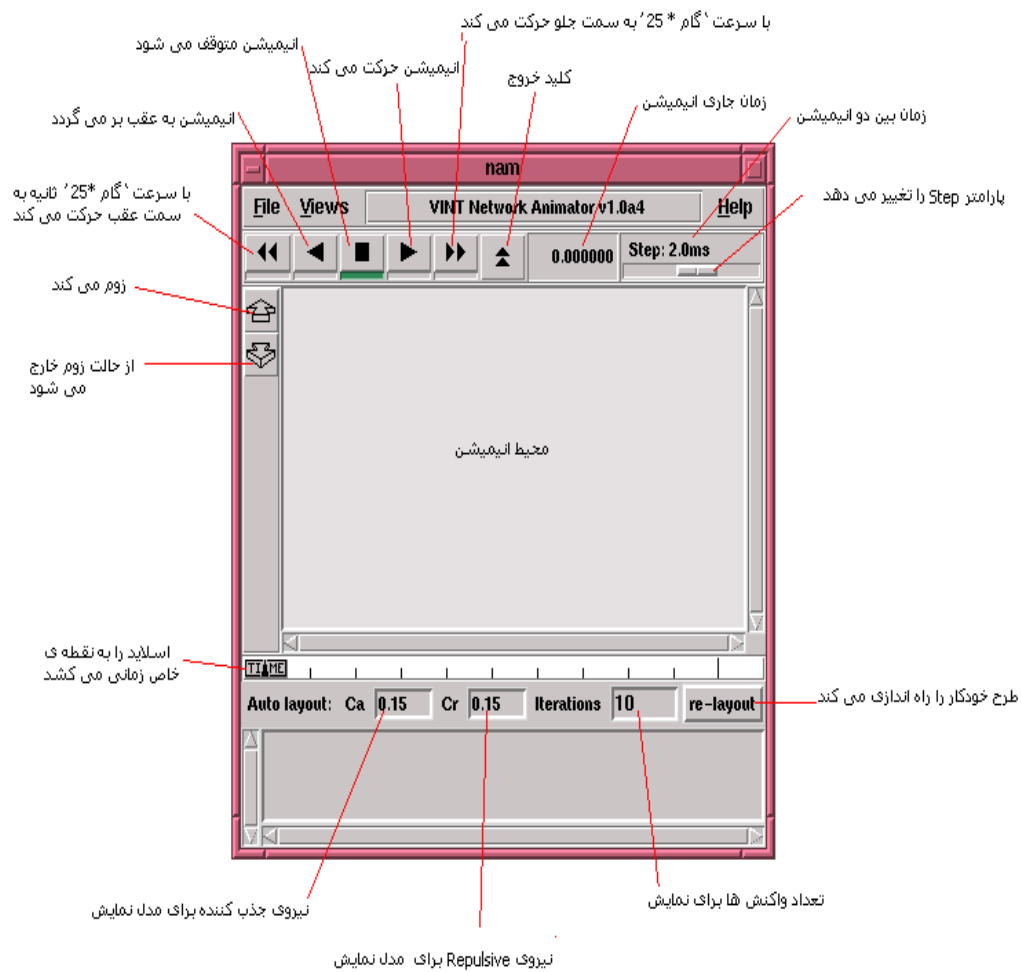 با سرعت ‘ گام * 25 ’ به سمت جلو حرکت می کند
انیمیشن متوقف می شود
انیمیشن حرکت می کند
کلید خروج
زمان جاری انیمیشن
زمان بین دو انیمیشن
انیمیشن به عقب بر می گردد
nam
با سرعت ‘ گام *25 ’ ثانیه به
سمت عقب حرکت می کند
File Views VINT Network Animator v1.0a4 Help
پارامتر Step را تغییر می دهد
0.000000 Step: 2.0ms
زوم می کند
از حالت زوم خارج
می شود
محیط انیمیشن
اسلاید را به نقطه ی
خاص زمانی می کشد
TIME
Auto layout: Ca 0.15 Cr 0.15 Iterations 10 re-layout
طرح خودکار را راه اندازی می کند
تعداد واکنش ها برای نمایش
نیروی جذب کننده برای مدل نمایش
نیروی Repulsive برای مدل نمایش